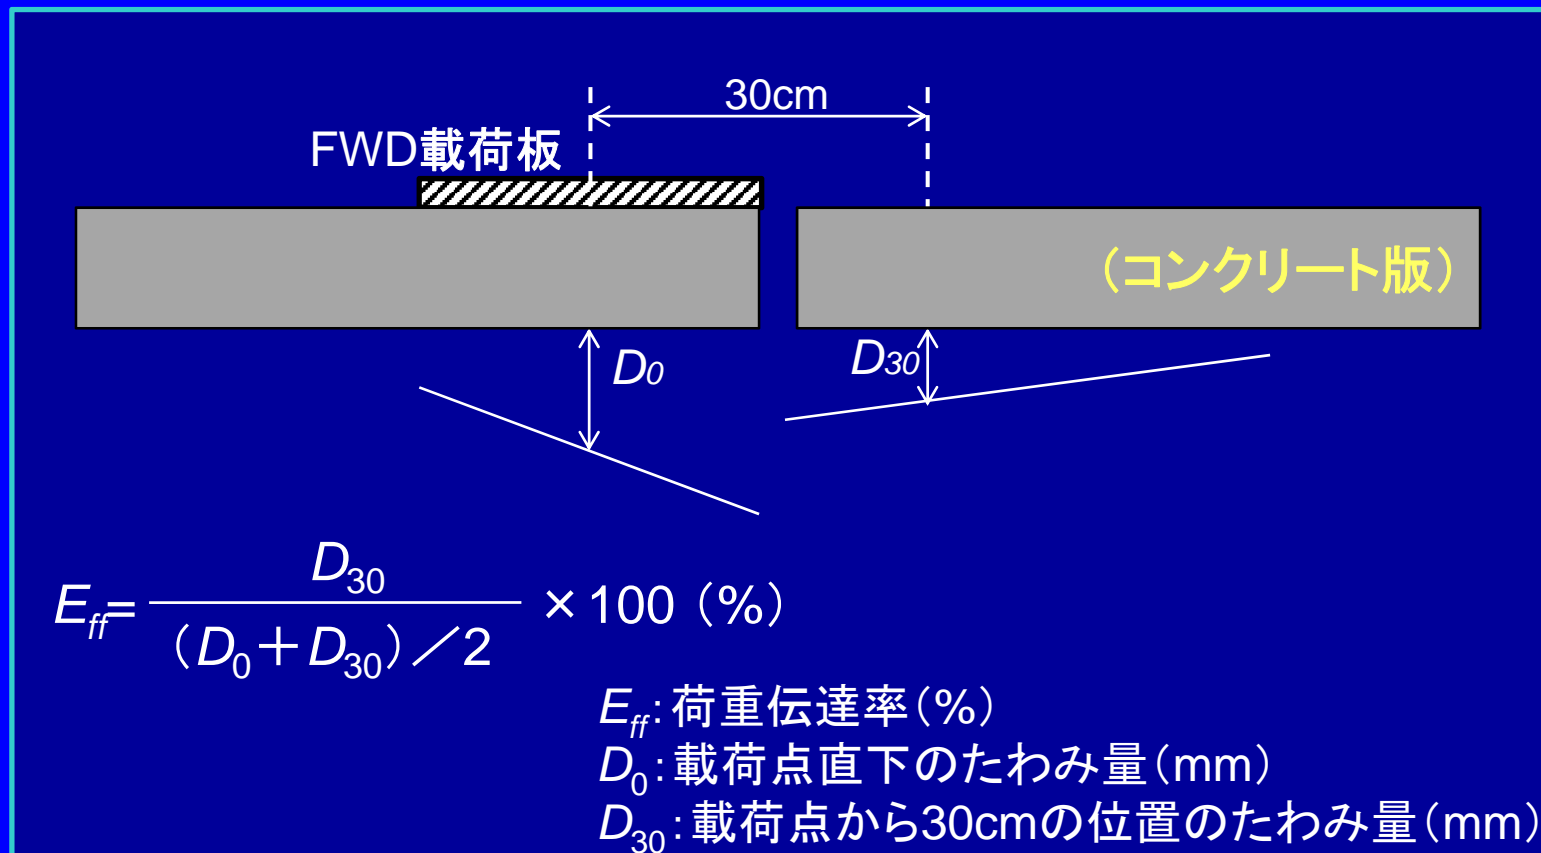 30cm
FWD載荷板
(コンクリート版)
D0
D30
Eff= D30 / (D0+D30)/2 ×100 (%)
Eff:荷重伝達率(%)
D0:載荷点直下のたわみ量(mm)
D30:載荷点から30cmの位置のたわみ量(mm)